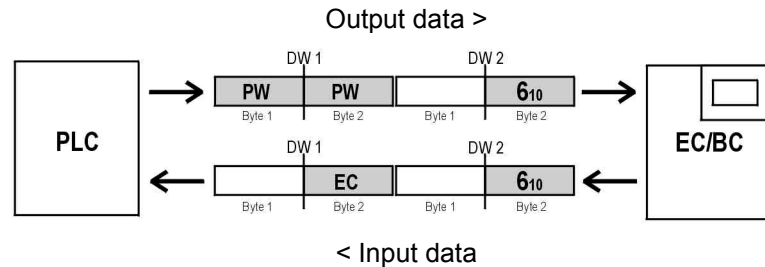 Output data >
DW 1 DW 2
PW PW 610
Byte 1 Byte 2 Byte 1 Byte 2
PLC EC/BC
DW 1 DW 2
EC 610
Byte 1 Byte 2 Byte 1 Byte 2
< Input data